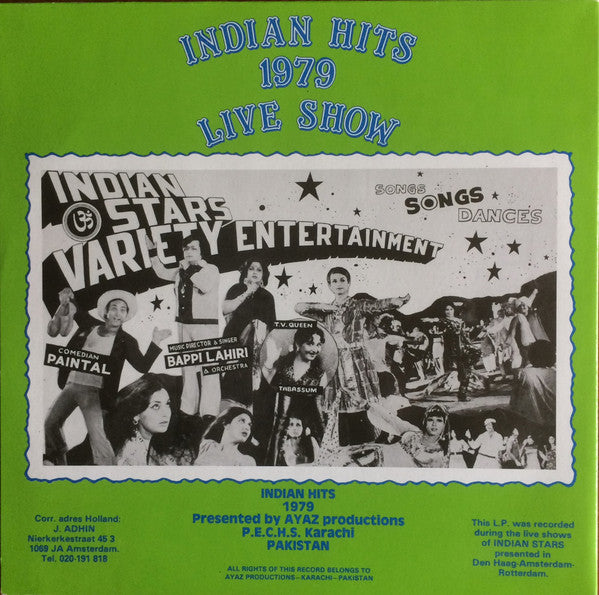 INDIAN HITS
1979
LIVE SHOW
INDIAN
ॐ STARS
VARIETY ENTERTAINMENT
SONGS
SONGS
DANCES
COMEDIAN
PAINTAL
MUSIC DIRECTOR & SINGER
BAPPI LAHIRI
& ORCHESTRA
T.V. QUEEN
TABASSUM
INDIAN HITS
1979
Presented by AYAZ productions
P.E.C.H.S. Karachi
PAKISTAN
Corr. adres Holland:
J. ADHIN
Nierkerkestraat 45 3
1069 JA Amsterdam.
Tel. 020-191 818
This L.P. was recorded
during the live shows
of INDIAN STARS
presented in
Den Haag-Amsterdam-
Rotterdam.
ALL RIGHTS OF THIS RECORD BELONGS TO
AYAZ PRODUCTIONS-KARACHI-PAKISTAN